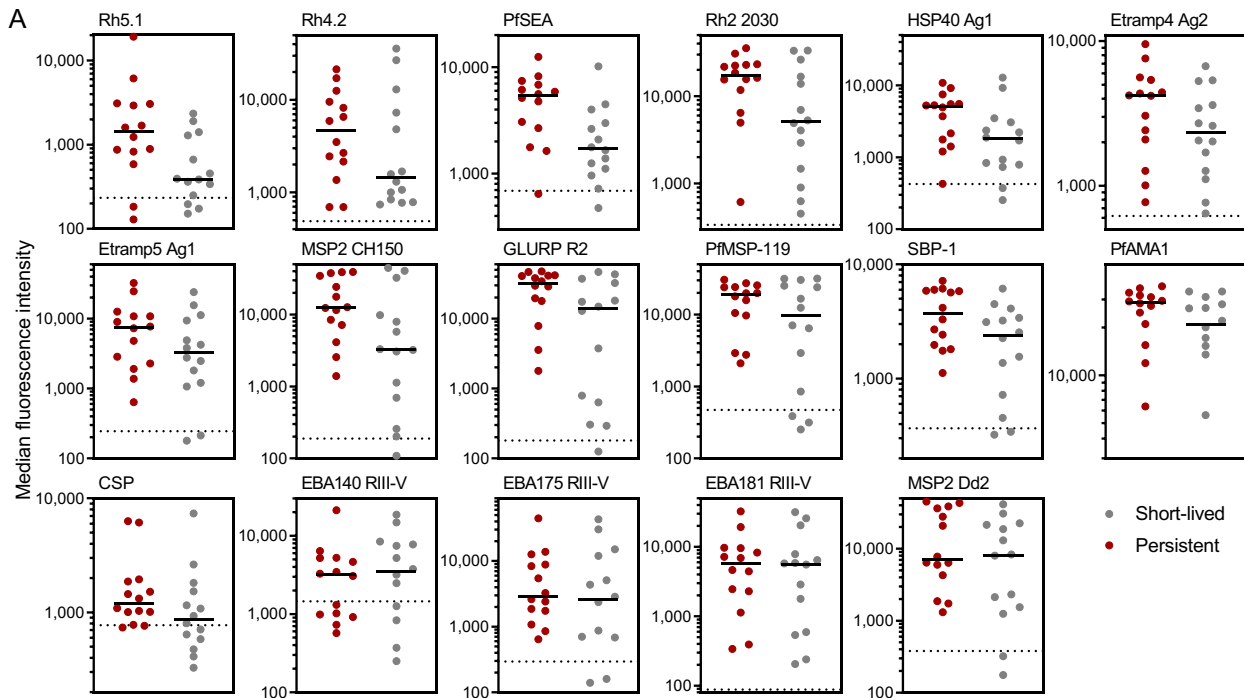 A
Median fluorescence intensity
Rh5.1
10,000
1,000
100
Rh4.2
10,000
1,000
PfSEA
10,000
1,000
Rh2 2030
10,000
1,000
HSP40 Ag1
10,000
1,000
100
Etramp4 Ag2
10,000
1,000
Etramp5 Ag1
10,000
1,000
100
MSP2 CH150
10,000
1,000
100
GLURP R2
10,000
1,000
100
PfMSP-119
10,000
1,000
100
SBP-1
10,000
1,000
PfAMA1
10,000
CSP
10,000
1,000
EBA140 RIII-V
10,000
1,000
100
EBA175 RIII-V
10,000
1,000
100
EBA181 RIII-V
10,000
1,000
100
MSP2 Dd2
10,000
1,000
100
Short-lived
Persistent